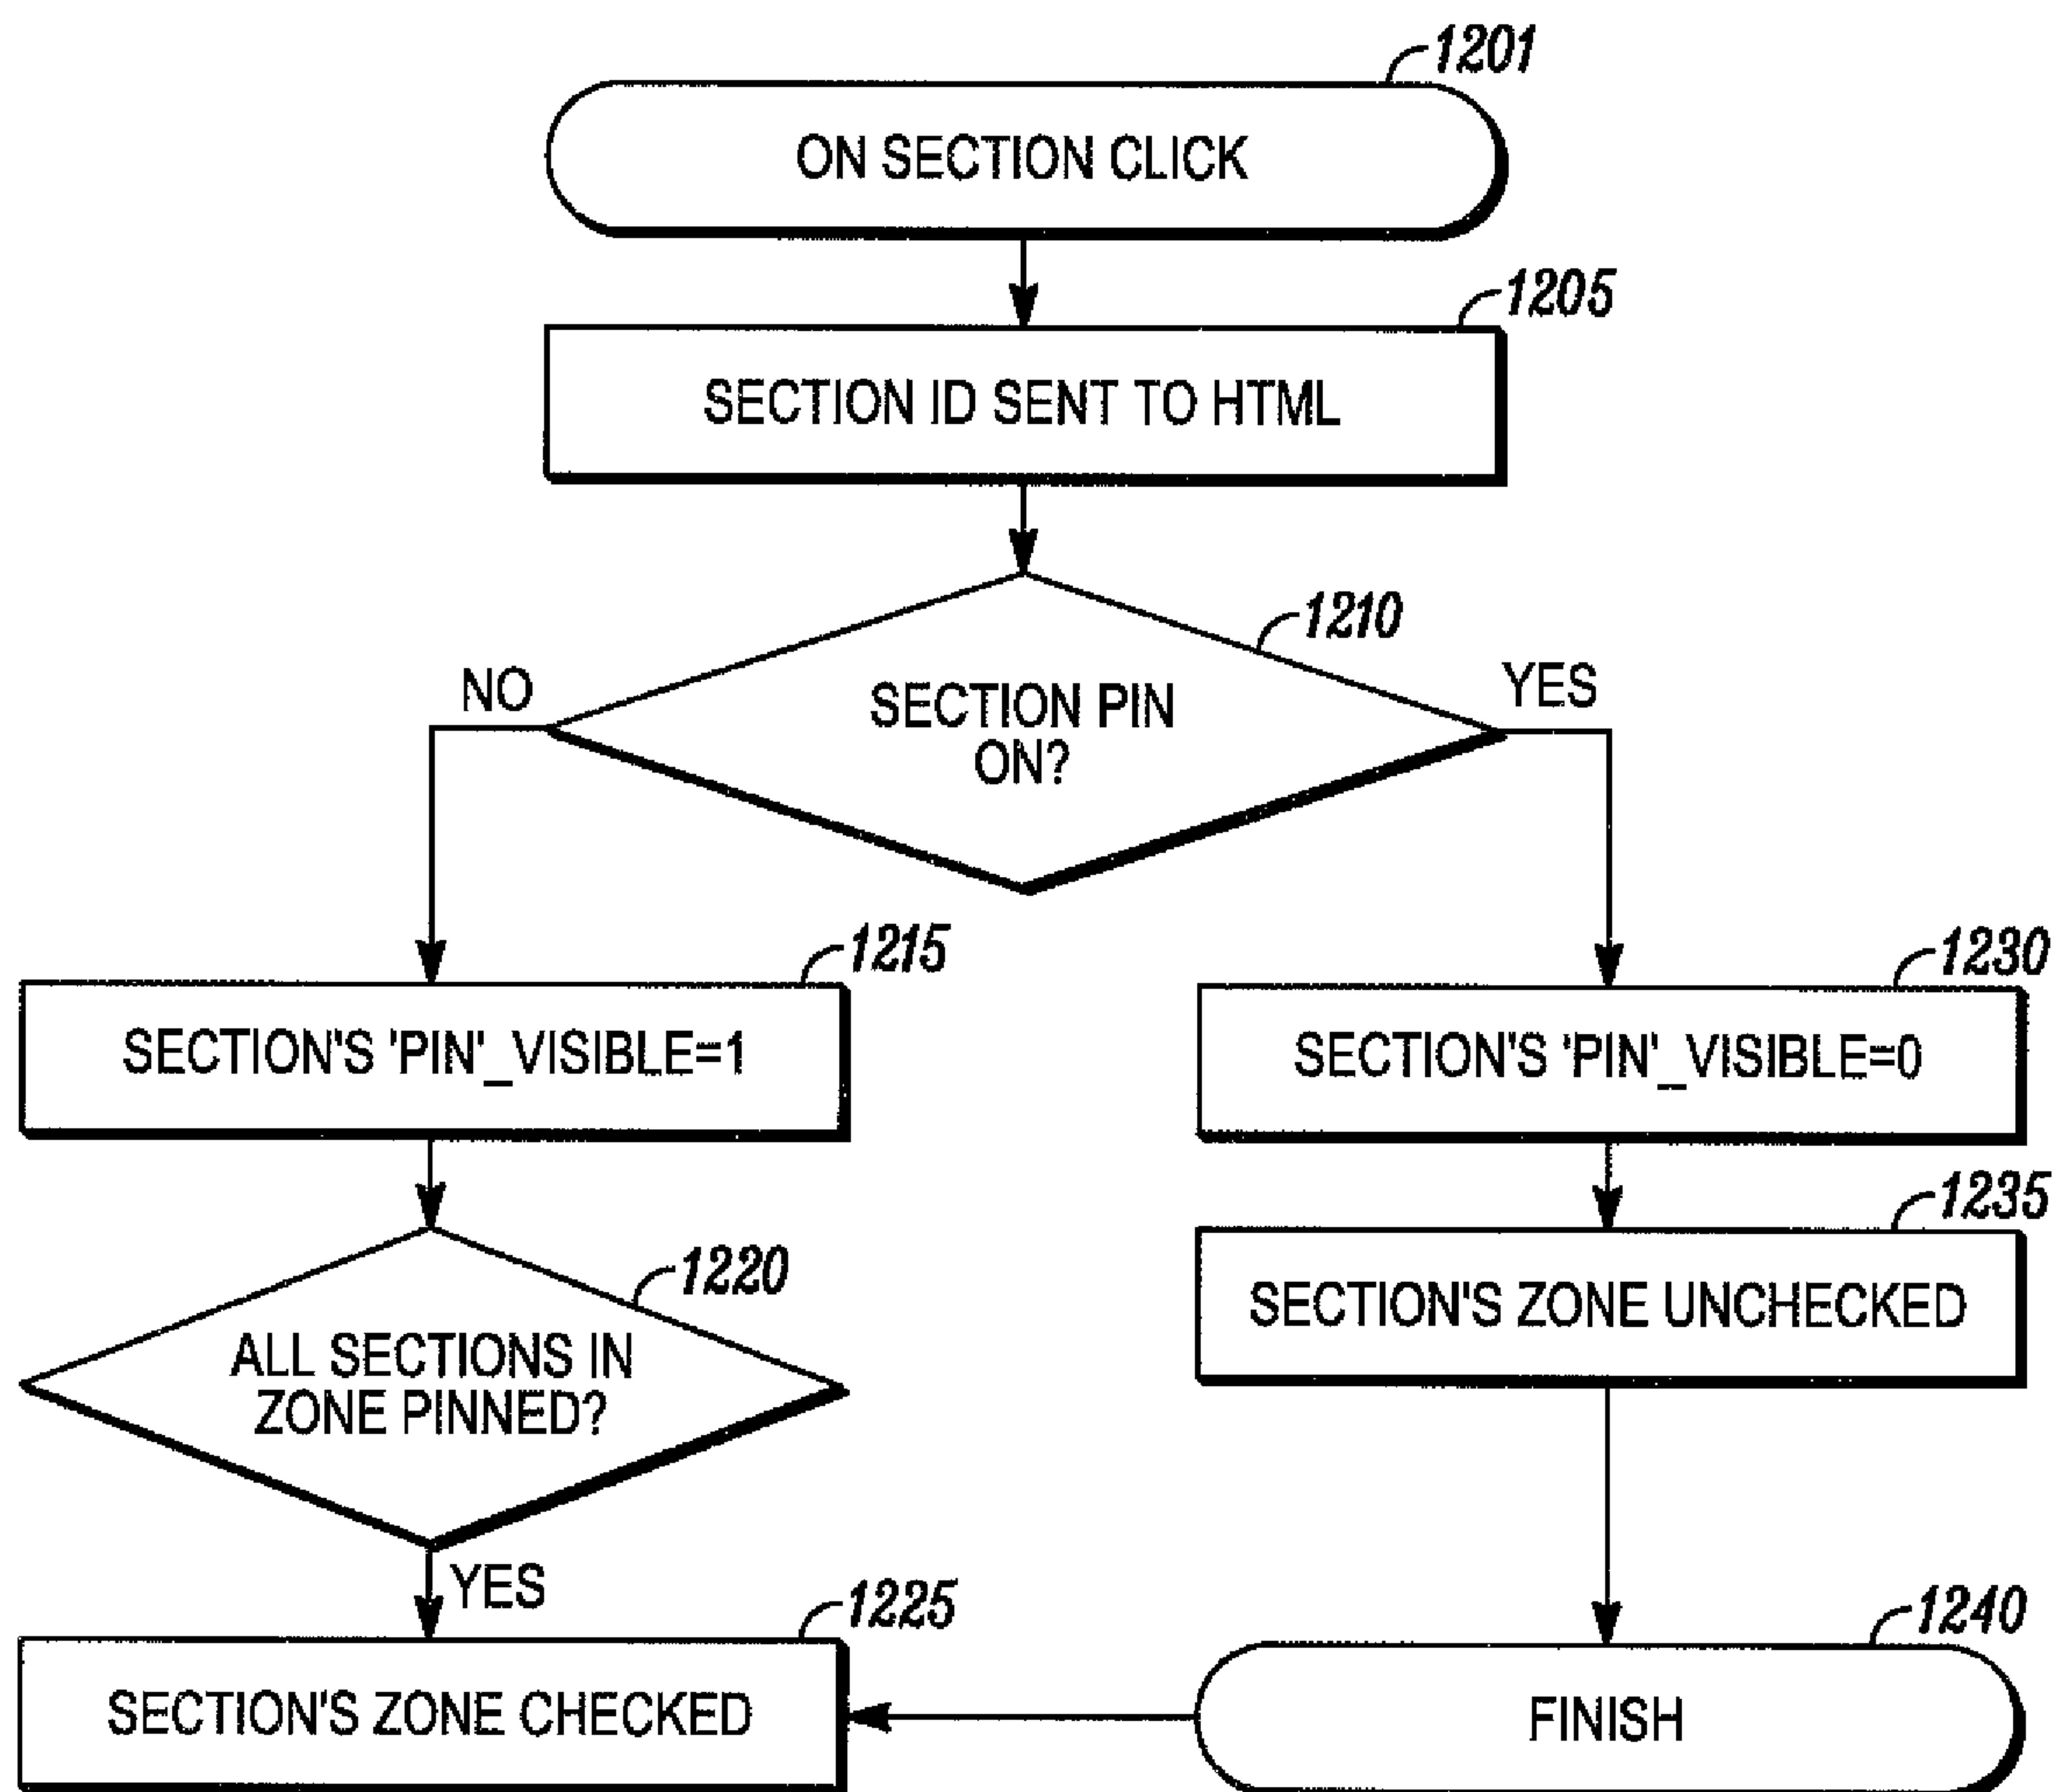 1201
ON SECTION CLICK
1205
SECTION ID SENT TO HTML
1210
NO
SECTION PIN
ON?
YES
1215
SECTION'S 'PIN'_VISIBLE=1
1230
SECTION'S 'PIN'_VISIBLE=0
1220
ALL SECTIONS IN
ZONE PINNED?
YES
1235
SECTION'S ZONE UNCHECKED
1225
SECTION'S ZONE CHECKED
1240
FINISH